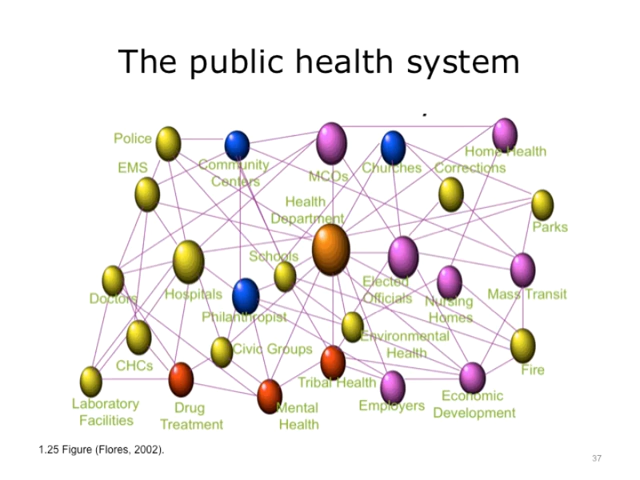 The public health system
Police
EMS
Community
Centers
MCOs
Churches
Home Health
Corrections
Health
Department
Parks
Schools
Doctors
Hospitals
Philanthropist
Elected
Officials
Nursing
Homes
Mass Transit
CHCs
Civic Groups
Environmental
Health
Fire
Tribal Health
Laboratory
Facilities
Drug
Treatment
Mental
Health
Employers
Economic
Development
1.25 Figure (Flores, 2002).
37